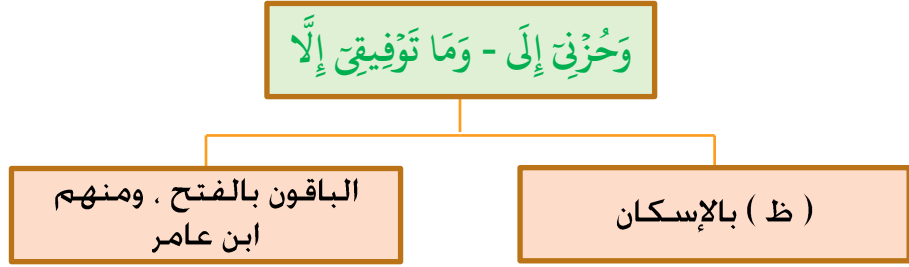 وَحُزْنِىٓ إِلَى - وَمَا تَوْفِيقِىٓ إِلَّا
( ظ ) بالإسكان
الباقون بالفتح ، ومنهم
ابن عامر